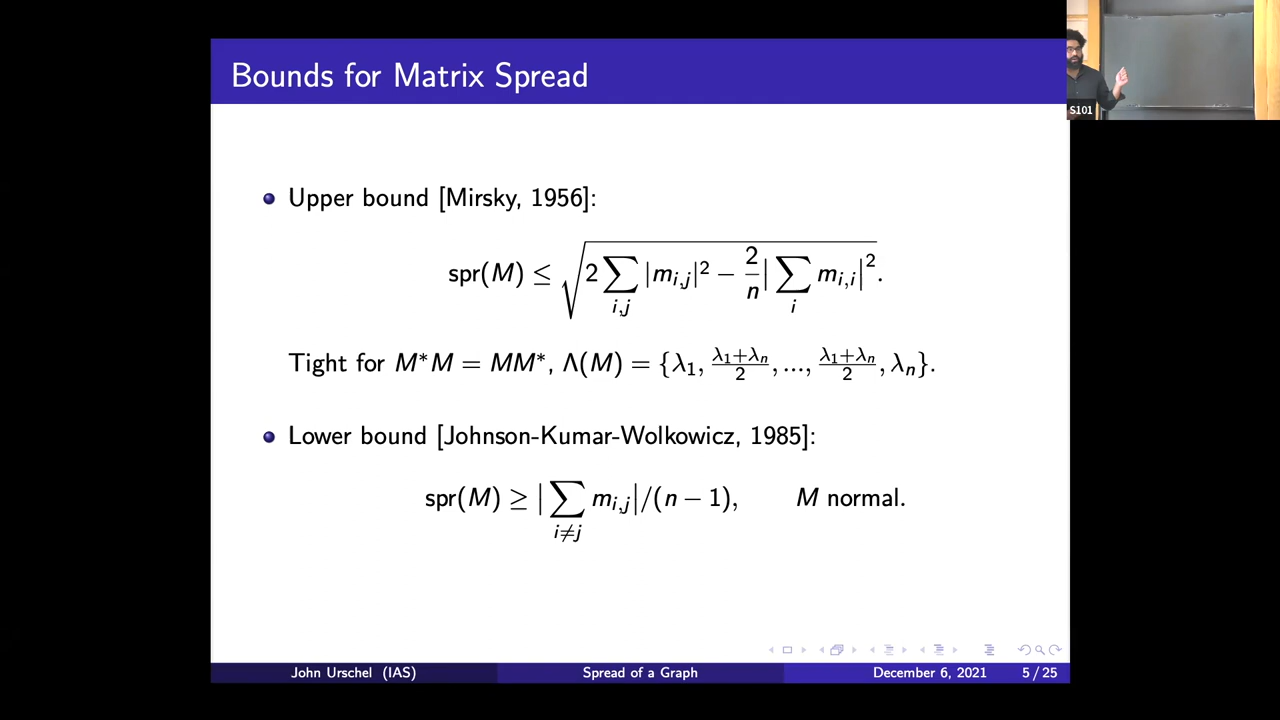 Bounds for Matrix Spread
S101
Upper bound [Mirsky, 1956]:
spr(M) ≤ √(2 ∑_{i,j} |m_{i,j}|² − 2/n |∑_i m_{i,i}|²).
Tight for M*M = MM*, Λ(M) = {λ₁, (λ₁+λₙ)/2, ..., (λ₁+λₙ)/2, λₙ}.
Lower bound [Johnson-Kumar-Wolkowicz, 1985]:
spr(M) ≥ |∑_{i≠j} m_{i,j}|/(n − 1), M normal.
John Urschel (IAS) Spread of a Graph December 6, 2021 5 / 25